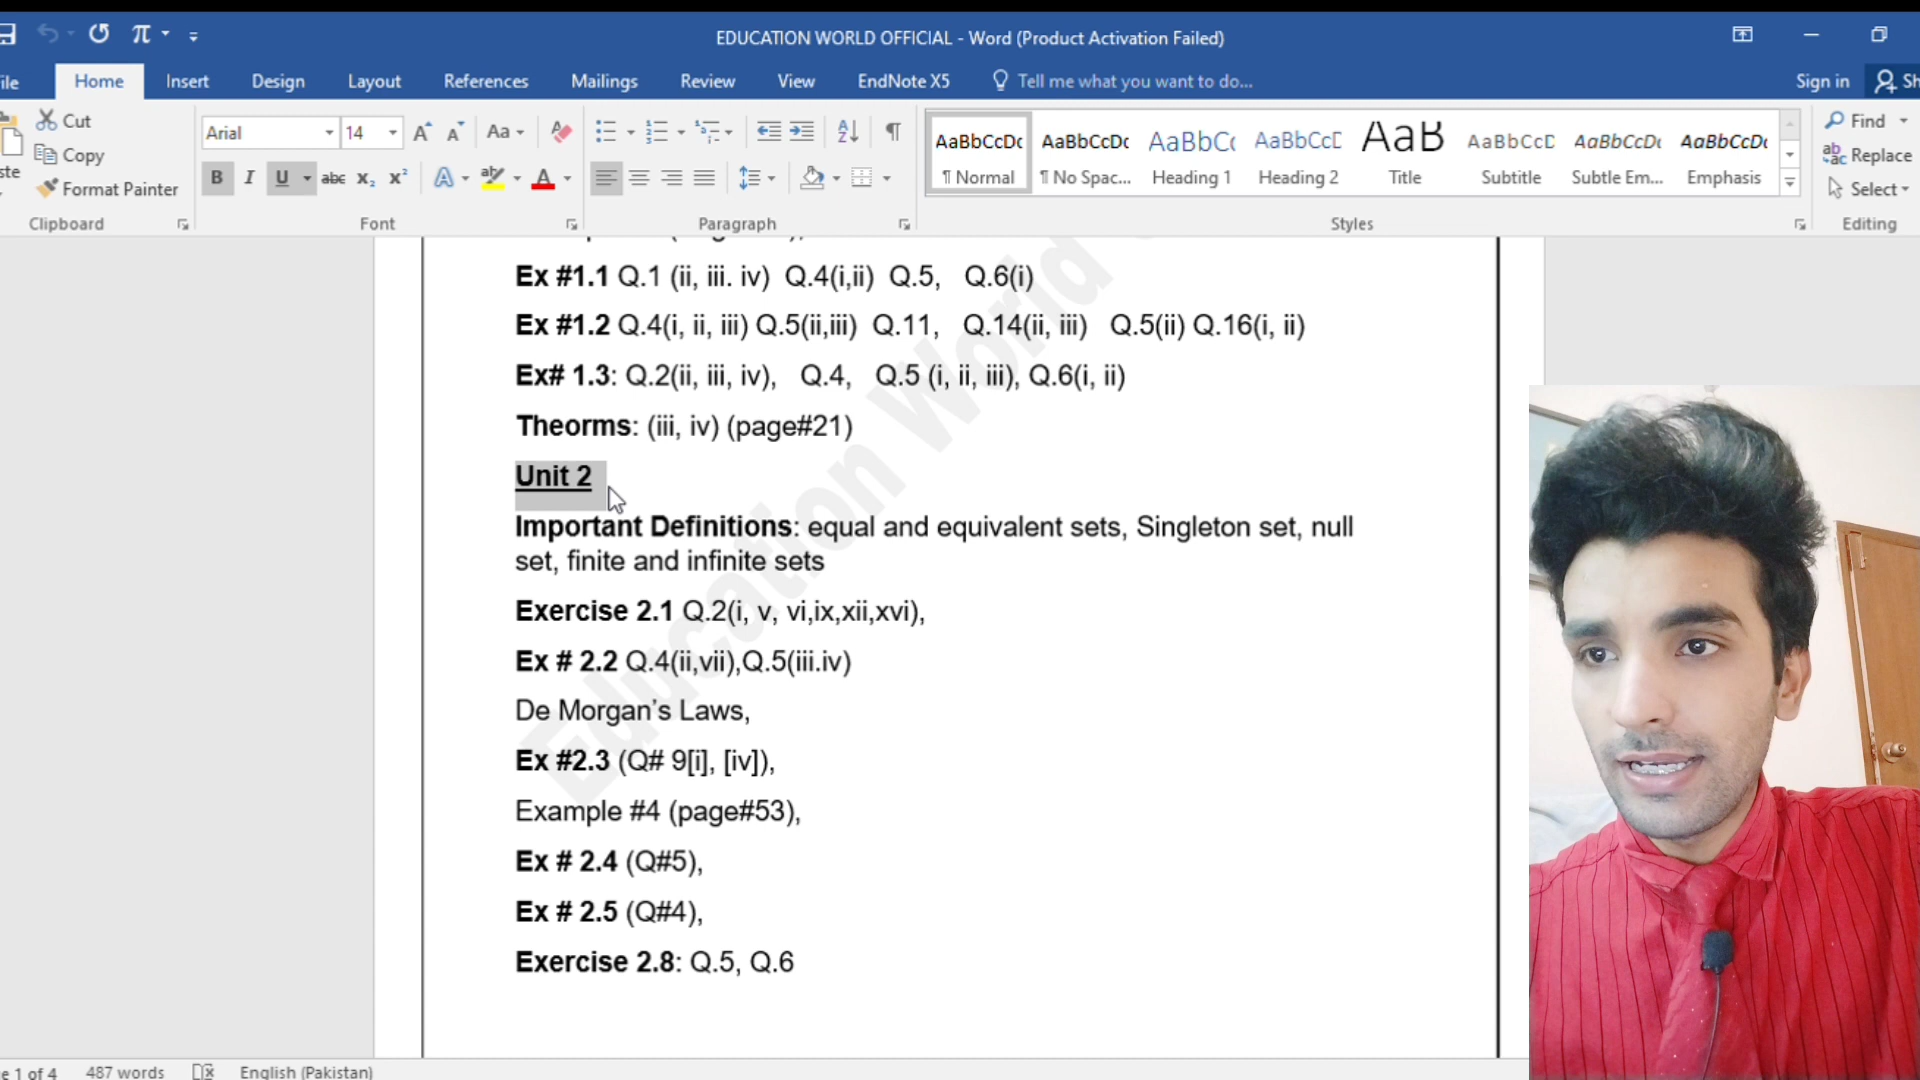 EDUCATION WORLD OFFICIAL - Word (Product Activation Failed)
Home Insert Design Layout References Mailings Review View EndNote X5 Tell me what you want to do... Sign in
Cut
Copy
Format Painter
Clipboard
Arial 14
Font
Paragraph
AaBbCcDc AaBbCcDc AaBbCc AaBbCcD AaB AaBbCcD AaBbCcDc AaBbCcDc
¶ Normal ¶ No Spac... Heading 1 Heading 2 Title Subtitle Subtle Em... Emphasis
Styles
Find
Replace
Select
Editing
Ex #1.1 Q.1 (ii, iii. iv) Q.4(i,ii) Q.5, Q.6(i)
Ex #1.2 Q.4(i, ii, iii) Q.5(ii,iii) Q.11, Q.14(ii, iii) Q.5(ii) Q.16(i, ii)
Ex# 1.3: Q.2(ii, iii, iv), Q.4, Q.5 (i, ii, iii), Q.6(i, ii)
Theorms: (iii, iv) (page#21)
Unit 2
Important Definitions: equal and equivalent sets, Singleton set, null
set, finite and infinite sets
Exercise 2.1 Q.2(i, v, vi,ix,xii,xvi),
Ex # 2.2 Q.4(ii,vii),Q.5(iii.iv)
De Morgan's Laws,
Ex #2.3 (Q# 9[i], [iv]),
Example #4 (page#53),
Ex # 2.4 (Q#5),
Ex # 2.5 (Q#4),
Exercise 2.8: Q.5, Q.6
Education World
1 of 4 487 words English (Pakistan)